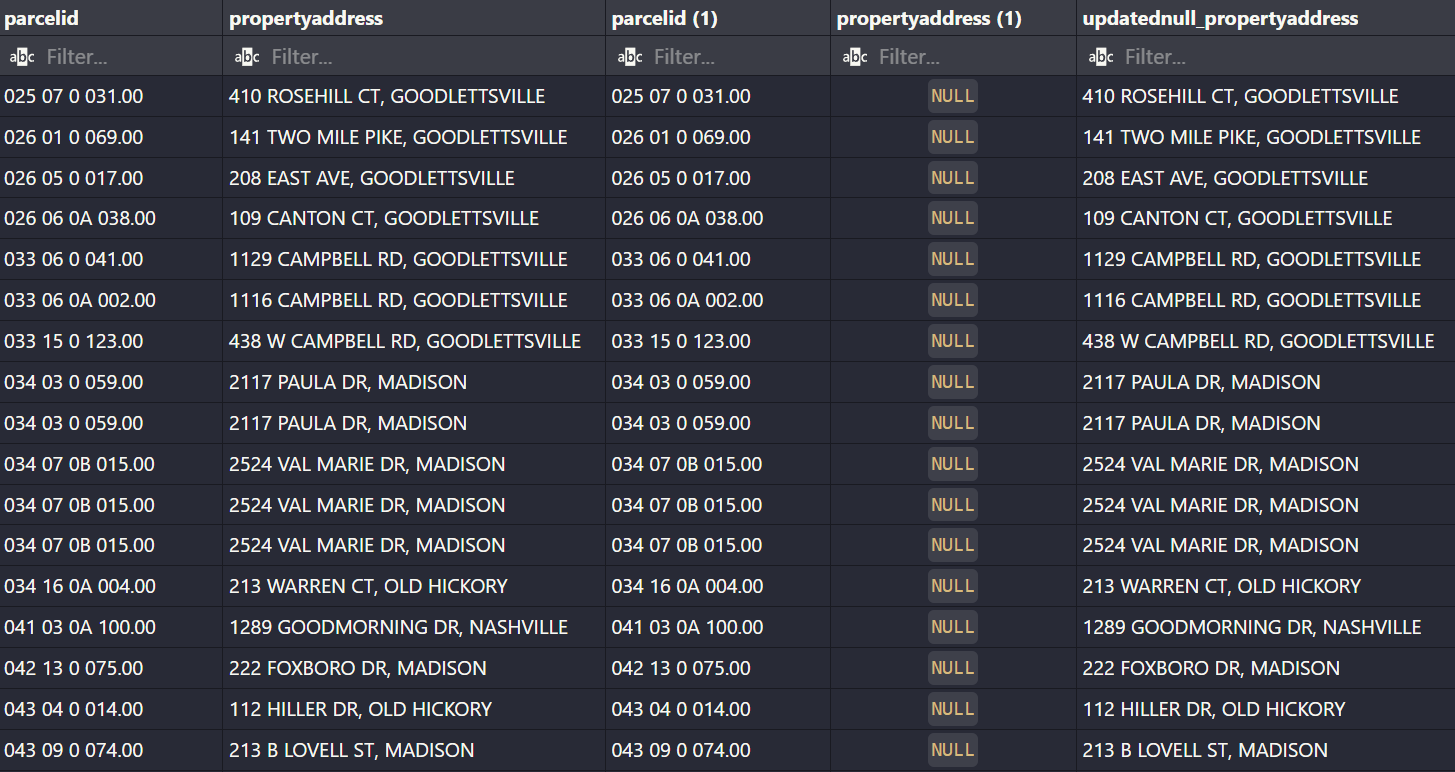 parcelid propertyaddress parcelid (1) propertyaddress (1) updatednull_propertyaddress
abc Filter... abc Filter... abc Filter... abc Filter... abc Filter...
025 07 0 031.00 410 ROSEHILL CT, GOODLETTSVILLE 025 07 0 031.00 NULL 410 ROSEHILL CT, GOODLETTSVILLE
026 01 0 069.00 141 TWO MILE PIKE, GOODLETTSVILLE 026 01 0 069.00 NULL 141 TWO MILE PIKE, GOODLETTSVILLE
026 05 0 017.00 208 EAST AVE, GOODLETTSVILLE 026 05 0 017.00 NULL 208 EAST AVE, GOODLETTSVILLE
026 06 0A 038.00 109 CANTON CT, GOODLETTSVILLE 026 06 0A 038.00 NULL 109 CANTON CT, GOODLETTSVILLE
033 06 0 041.00 1129 CAMPBELL RD, GOODLETTSVILLE 033 06 0 041.00 NULL 1129 CAMPBELL RD, GOODLETTSVILLE
033 06 0A 002.00 1116 CAMPBELL RD, GOODLETTSVILLE 033 06 0A 002.00 NULL 1116 CAMPBELL RD, GOODLETTSVILLE
033 15 0 123.00 438 W CAMPBELL RD, GOODLETTSVILLE 033 15 0 123.00 NULL 438 W CAMPBELL RD, GOODLETTSVILLE
034 03 0 059.00 2117 PAULA DR, MADISON 034 03 0 059.00 NULL 2117 PAULA DR, MADISON
034 03 0 059.00 2117 PAULA DR, MADISON 034 03 0 059.00 NULL 2117 PAULA DR, MADISON
034 07 0B 015.00 2524 VAL MARIE DR, MADISON 034 07 0B 015.00 NULL 2524 VAL MARIE DR, MADISON
034 07 0B 015.00 2524 VAL MARIE DR, MADISON 034 07 0B 015.00 NULL 2524 VAL MARIE DR, MADISON
034 07 0B 015.00 2524 VAL MARIE DR, MADISON 034 07 0B 015.00 NULL 2524 VAL MARIE DR, MADISON
034 16 0A 004.00 213 WARREN CT, OLD HICKORY 034 16 0A 004.00 NULL 213 WARREN CT, OLD HICKORY
041 03 0A 100.00 1289 GOODMORNING DR, NASHVILLE 041 03 0A 100.00 NULL 1289 GOODMORNING DR, NASHVILLE
042 13 0 075.00 222 FOXBORO DR, MADISON 042 13 0 075.00 NULL 222 FOXBORO DR, MADISON
043 04 0 014.00 112 HILLER DR, OLD HICKORY 043 04 0 014.00 NULL 112 HILLER DR, OLD HICKORY
043 09 0 074.00 213 B LOVELL ST, MADISON 043 09 0 074.00 NULL 213 B LOVELL ST, MADISON